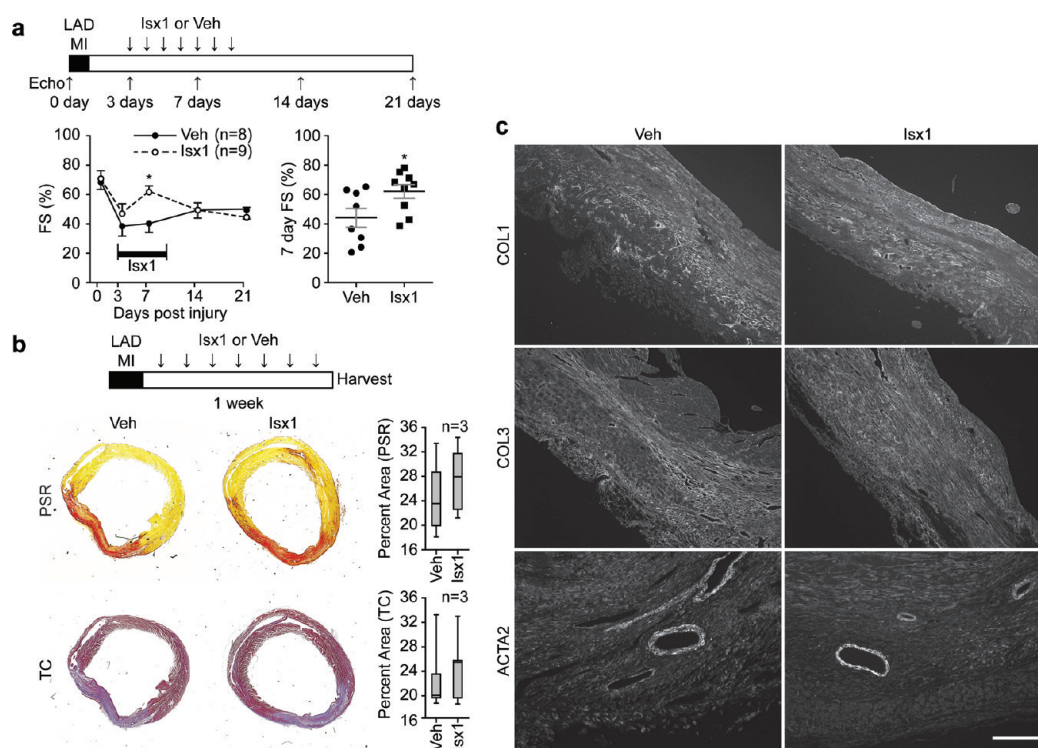 a
LAD
MI
Isx1 or Veh
Echo
0 day
3 days
7 days
14 days
21 days
Veh (n=8)
Isx1 (n=9)
FS (%)
100
80
60
40
20
0
*
Isx1
0
3
7
14
21
Days post injury
7 day FS (%)
100
80
60
40
20
0
*
Veh
Isx1
b
LAD
MI
Isx1 or Veh
Harvest
1 week
Veh
Isx1
PSR
TC
Percent Area (PSR)
n=3
36
33
28
24
20
16
Veh
Isx1
Percent Area (TC)
n=3
36
33
28
24
20
18
Veh
sx1
c
Veh
Isx1
COL1
COL3
ACTA2